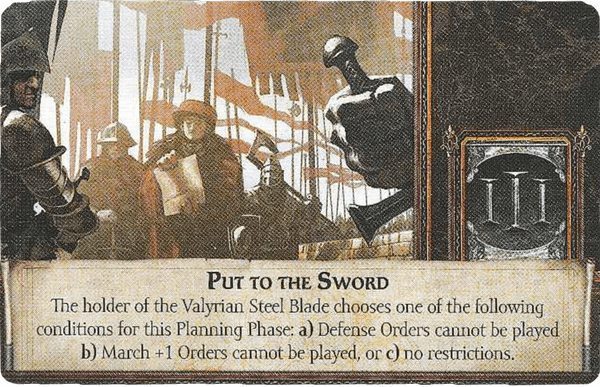 PUT TO THE SWORD
The holder of the Valyrian Steel Blade chooses one of the following
conditions for this Planning Phase: a) Defense Orders cannot be played
b) March +1 Orders cannot be played, or c) no restrictions.